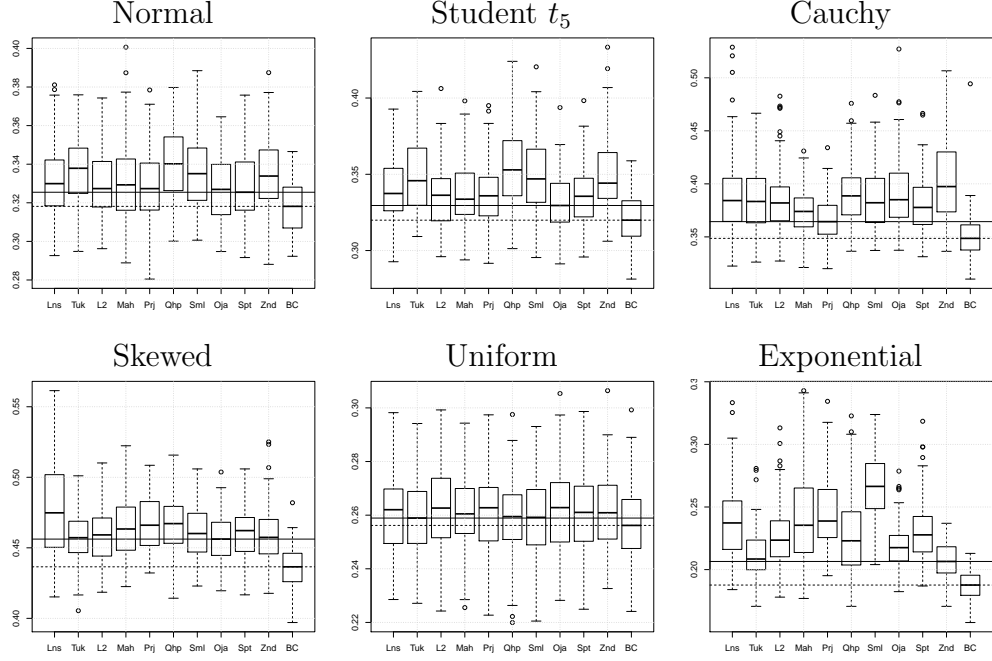 Normal
Student t5
Cauchy
0.28 0.30 0.32 0.34 0.36 0.38 0.40
0.30 0.35 0.40
0.35 0.40 0.45 0.50
Lns Tuk L2 Mah Prj Qhp Sml Oja Spt Znd BC
Lns Tuk L2 Mah Prj Qhp Sml Oja Spt Znd BC
Lns Tuk L2 Mah Prj Qhp Sml Oja Spt Znd BC
Skewed
Uniform
Exponential
0.40 0.45 0.50 0.55
0.22 0.24 0.26 0.28 0.30
0.20 0.25 0.30
Lns Tuk L2 Mah Prj Qhp Sml Oja Spt Znd BC
Lns Tuk L2 Mah Prj Qhp Sml Oja Spt Znd BC
Lns Tuk L2 Mah Prj Qhp Sml Oja Spt Znd BC